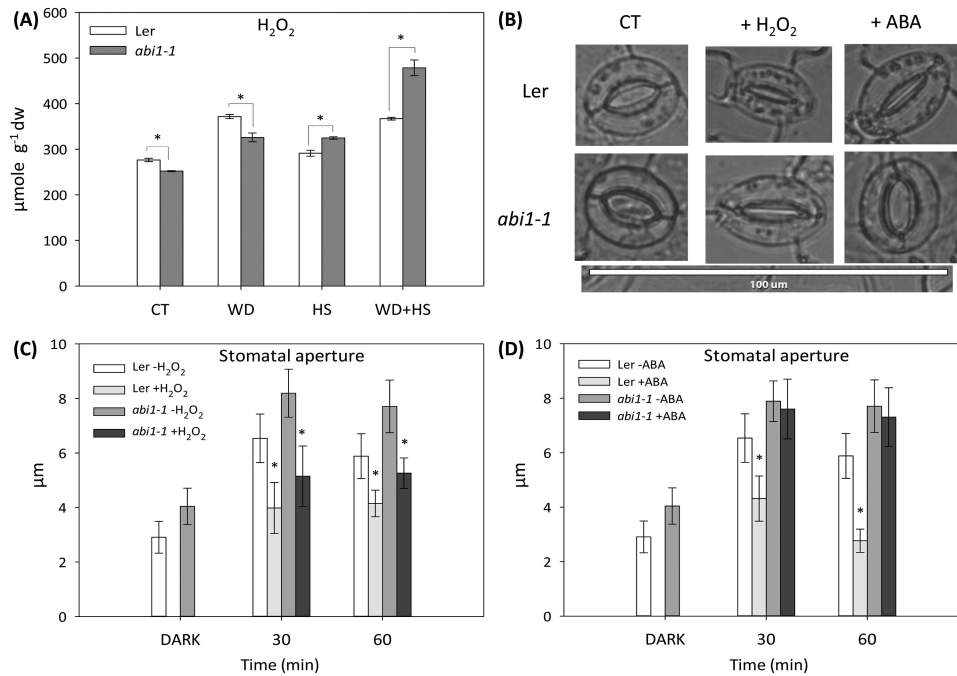 (A)
H₂O₂
Ler
abi1-1
600
500
400
300
200
100
0
µmole g⁻¹ dw
*
*
*
*
CT
WD
HS
WD+HS
(B)
CT
+ H₂O₂
+ ABA
Ler
abi1-1
100 um
(C)
Stomatal aperture
Ler -H₂O₂
Ler +H₂O₂
abi1-1 -H₂O₂
abi1-1 +H₂O₂
10
8
6
4
2
0
µm
*
*
*
*
DARK
30
60
Time (min)
(D)
Stomatal aperture
Ler -ABA
Ler +ABA
abi1-1 -ABA
abi1-1 +ABA
10
8
6
4
2
0
µm
*
*
DARK
30
60
Time (min)